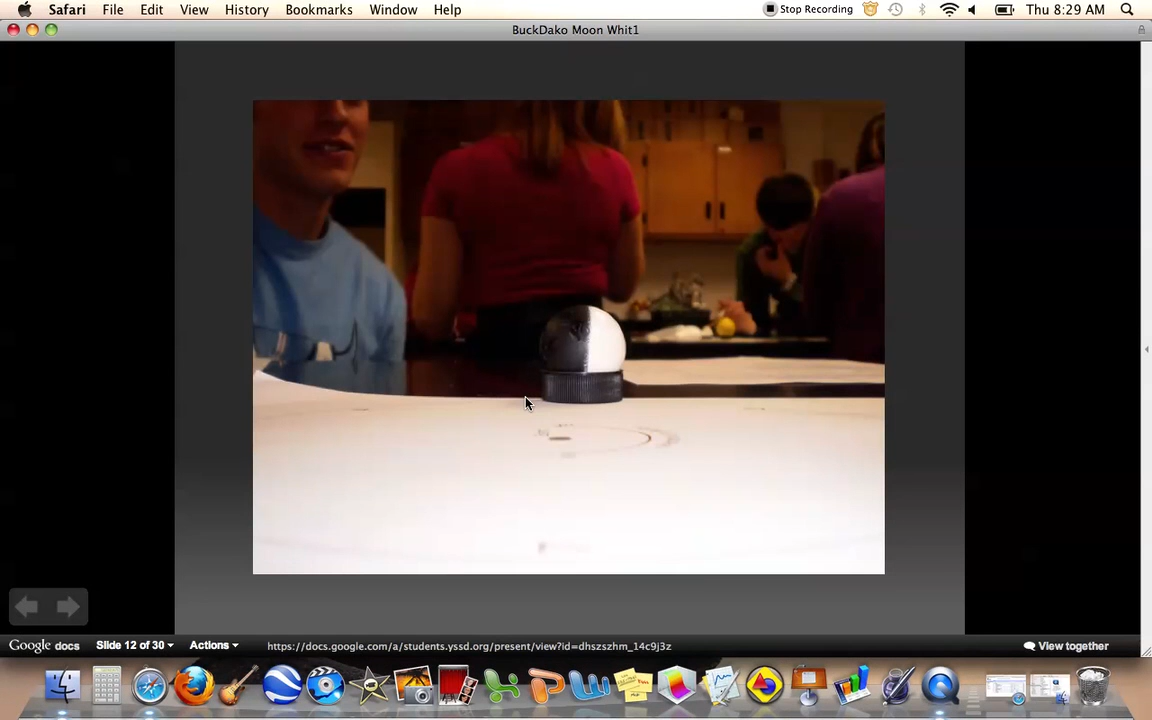 Safari File Edit View History Bookmarks Window Help Stop Recording Thu 8:29 AM
BuckDako Moon Whit1
Google docs Slide 12 of 30 Actions https://docs.google.com/a/students.yssd.org/present/view?id=dhszszhm_14c9j3z View together